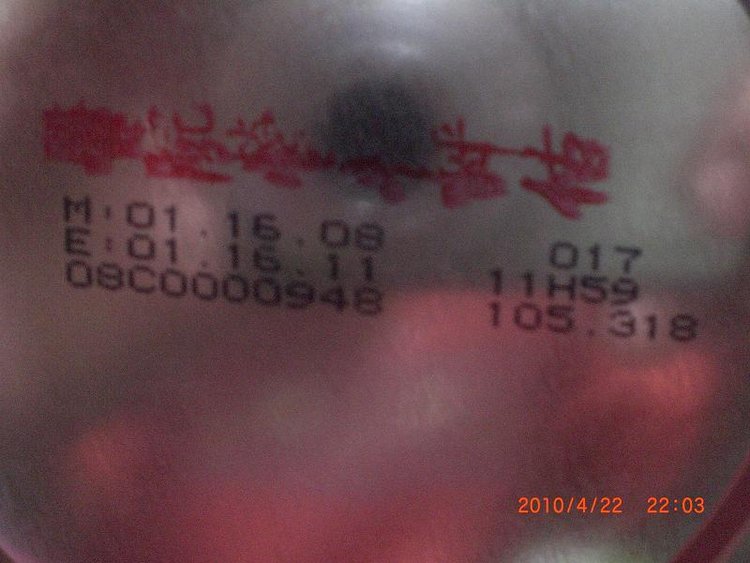 M:01.16.08
E:01.16.11
08C0000948
017
11H59
105.318
2010/4/22 22:03